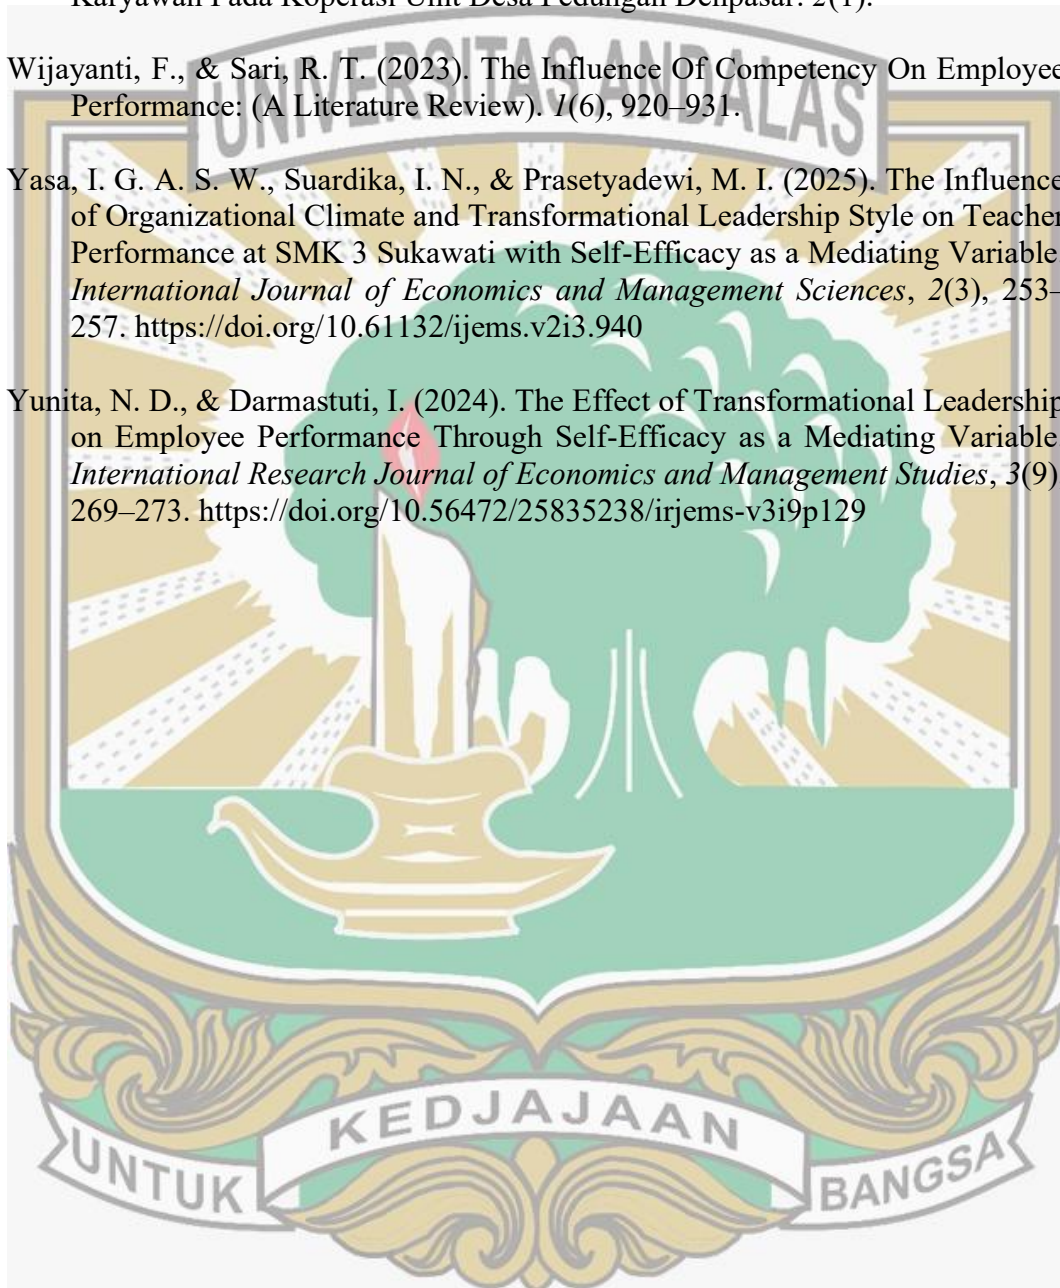 Karyawan Pada Koperasi Unit Desa Pedungan Denpasar. 2(1).
UNIVERSITAS ANDALAS
Wijayanti, F., & Sari, R. T. (2023). The Influence Of Competency On Employee
Performance: (A Literature Review). 1(6), 920–931.
Yasa, I. G. A. S. W., Suardika, I. N., & Prasetyadewi, M. I. (2025). The Influence
of Organizational Climate and Transformational Leadership Style on Teacher
Performance at SMK 3 Sukawati with Self-Efficacy as a Mediating Variable
International Journal of Economics and Management Sciences, 2(3), 253–
257. https://doi.org/10.61132/ijems.v2i3.940
Yunita, N. D., & Darmastuti, I. (2024). The Effect of Transformational Leadership
on Employee Performance Through Self-Efficacy as a Mediating Variable
International Research Journal of Economics and Management Studies, 3(9)
269–273. https://doi.org/10.56472/25835238/irjems-v3i9p129
UNTUK KEDJAJAAN BANGSA